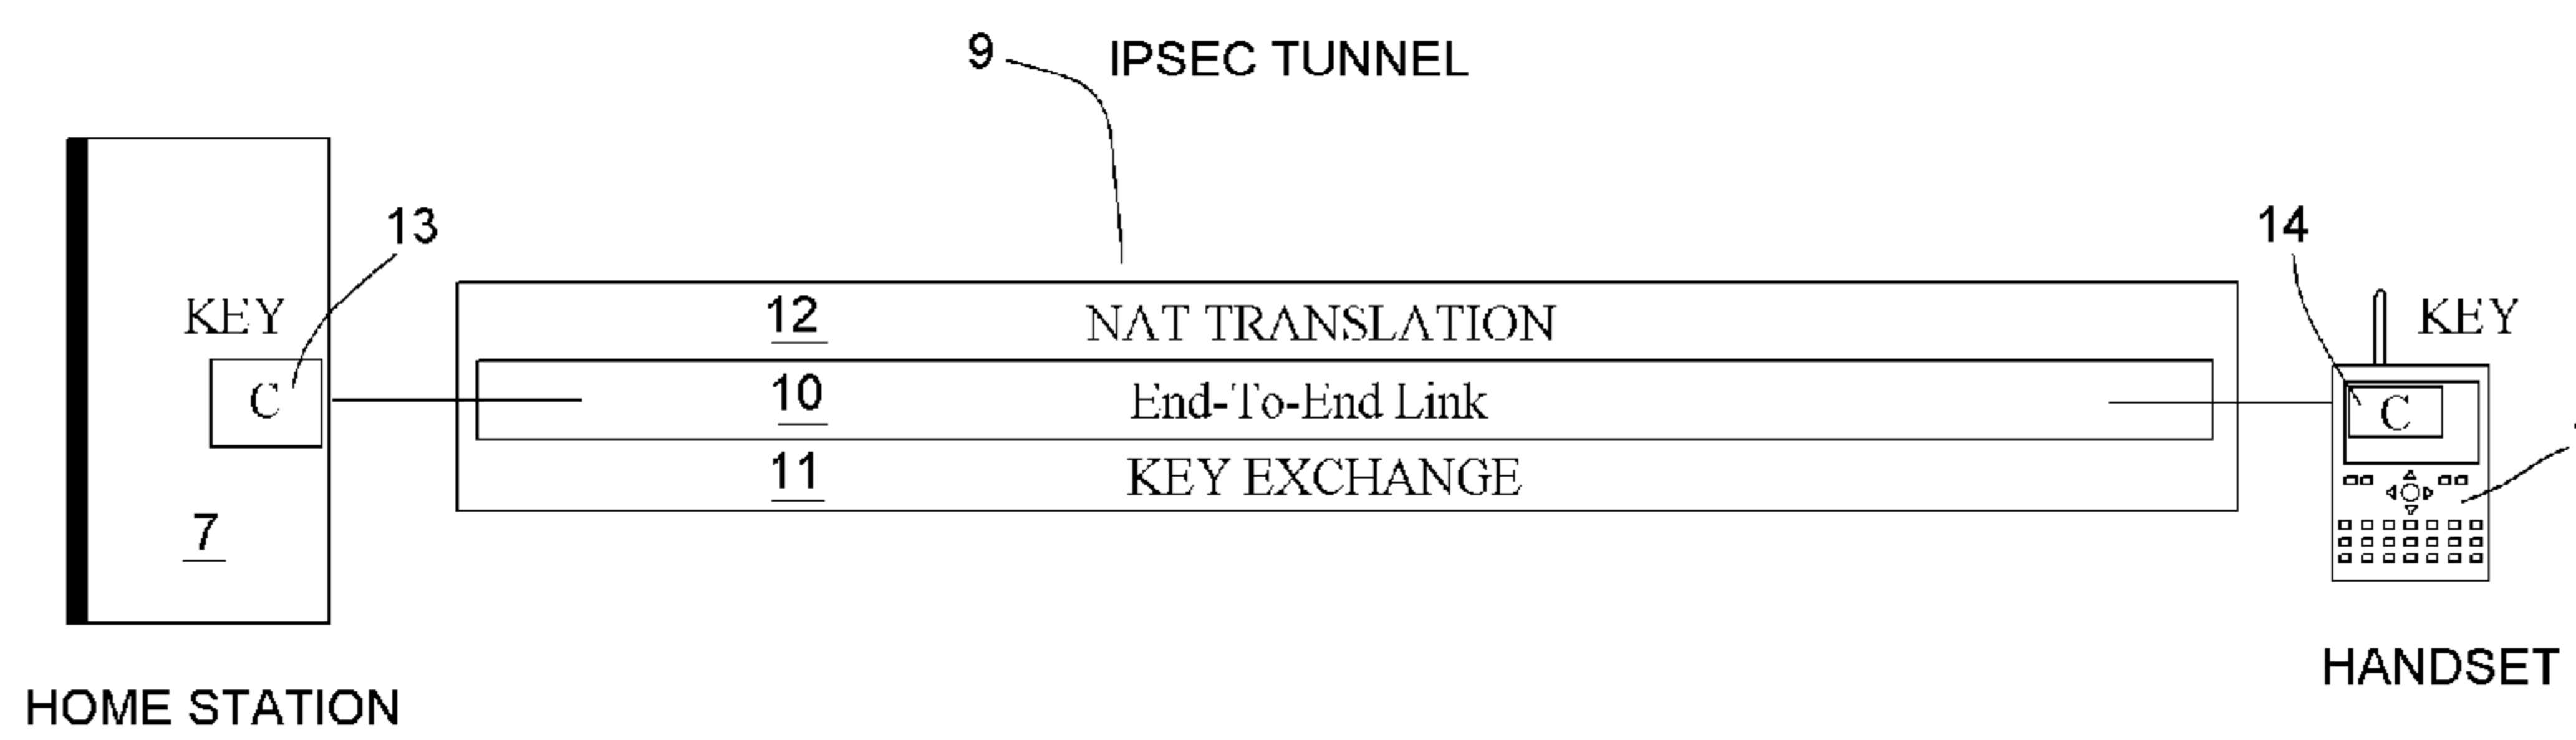 9 IPSEC TUNNEL
13
14
KEY
12 NAT TRANSLATION
KEY
C
10 End-To-End Link
C
11 KEY EXCHANGE
7
HANDSET
HOME STATION